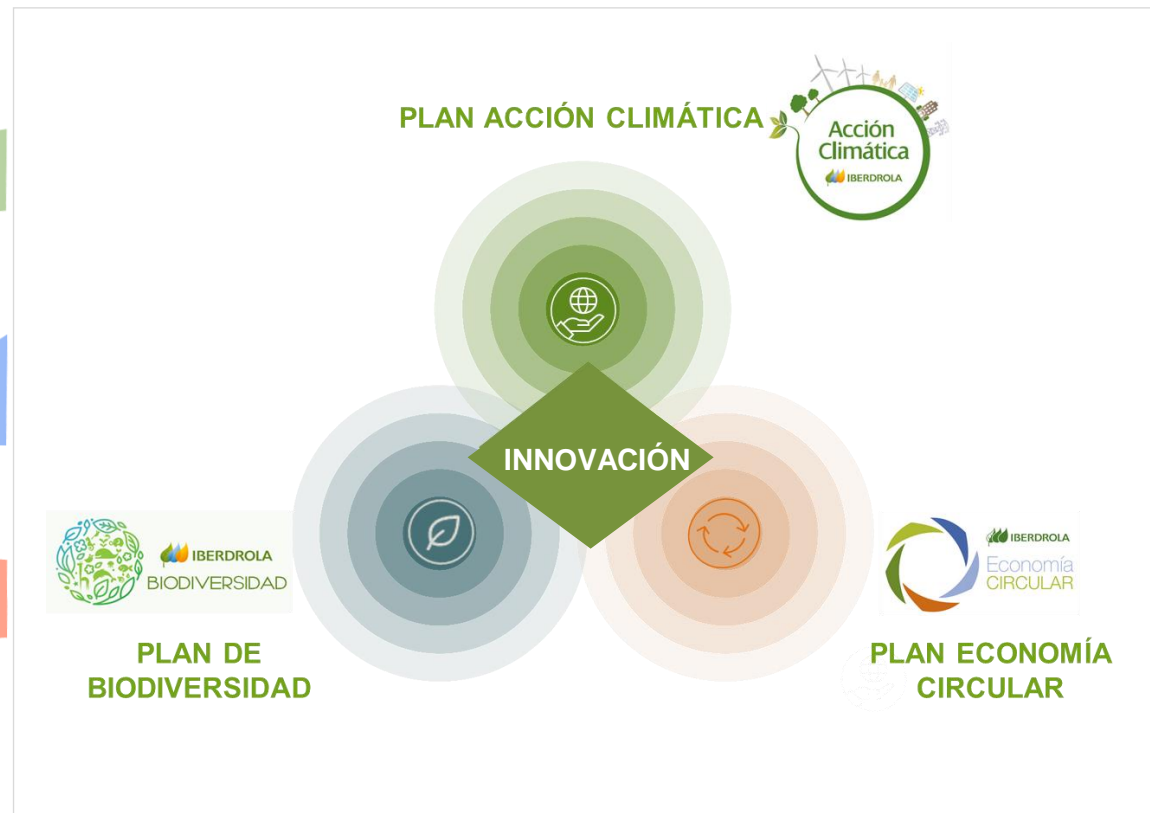 PLAN ACCIÓN CLIMÁTICA
Acción
Climática
IBERDROLA
INNOVACIÓN
IBERDROLA
BIODIVERSIDAD
PLAN DE
BIODIVERSIDAD
IBERDROLA
Economía
CIRCULAR
PLAN ECONOMÍA
CIRCULAR